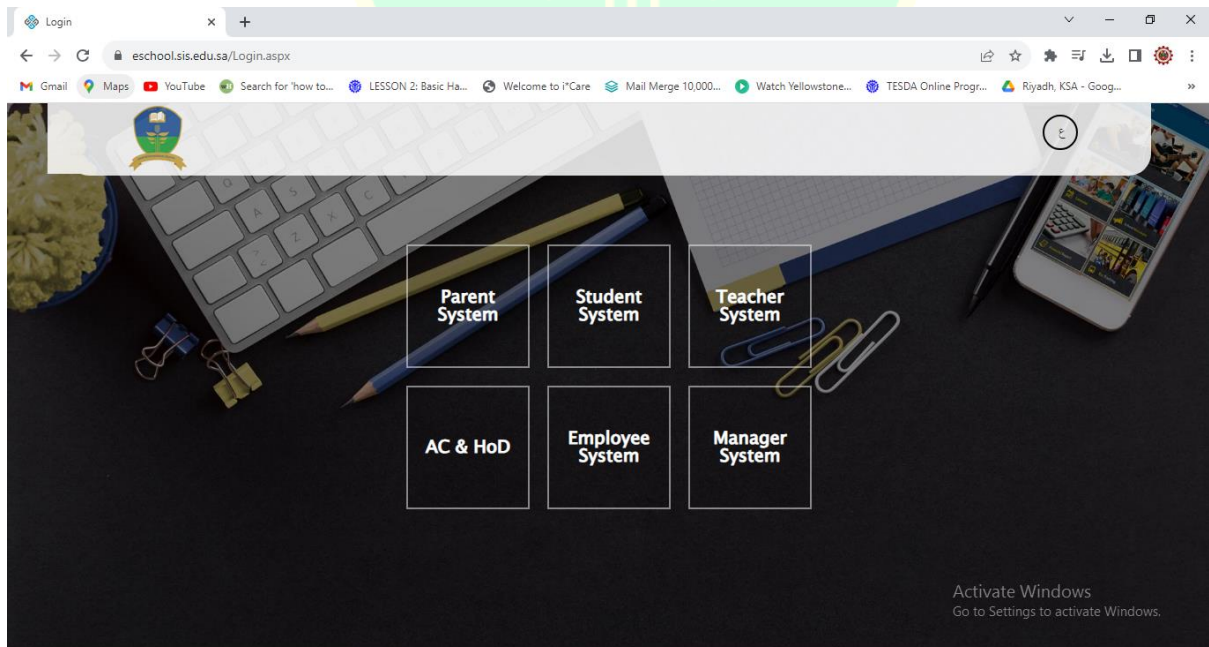 Login
eschool.sis.edu.sa/Login.aspx
Gmail Maps YouTube Search for 'how to... LESSON 2: Basic Ha... Welcome to i*Care Mail Merge 10,000... Watch Yellowstone... TESDA Online Progr... Riyadh, KSA - Goog... »
ع
Parent
System
Student
System
Teacher
System
AC & HoD
Employee
System
Manager
System
Activate Windows
Go to Settings to activate Windows.